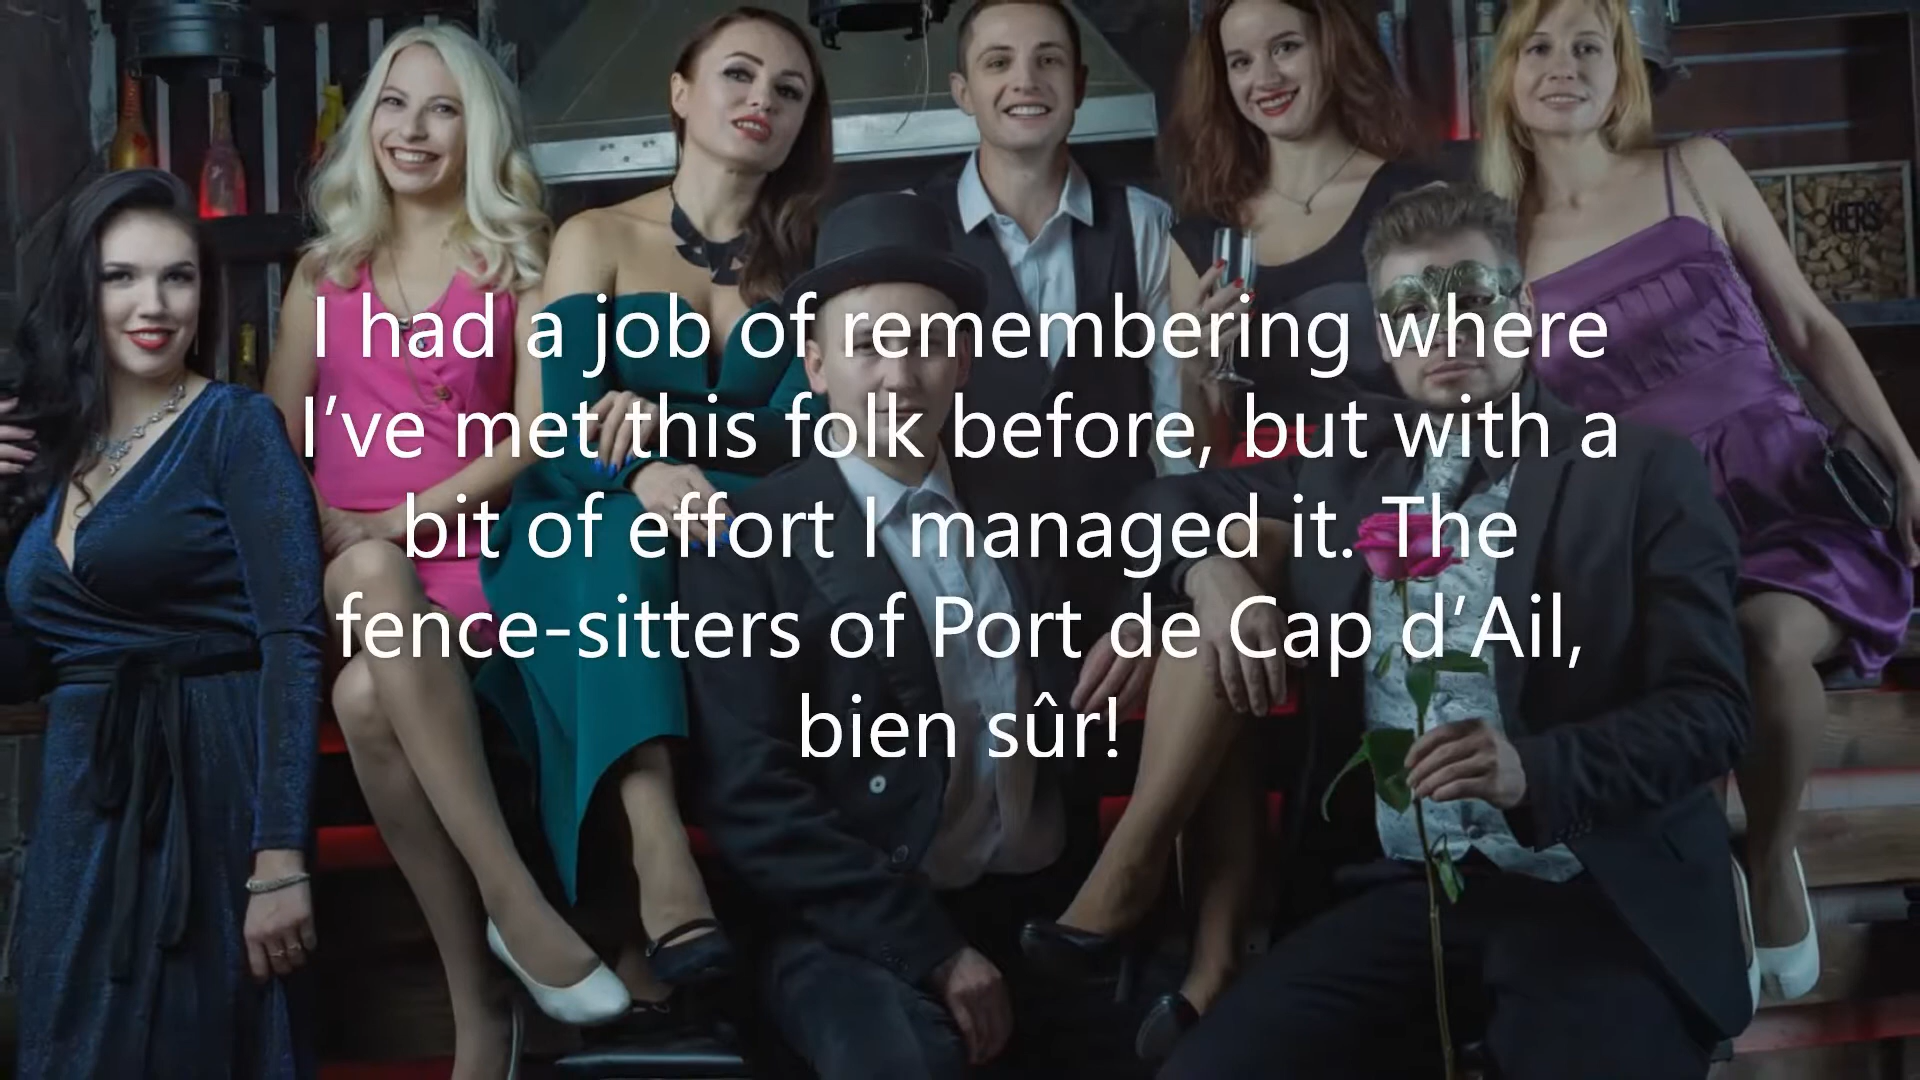 HERS
I had a job of remembering where
I’ve met this folk before, but with a
bit of effort I managed it. The
fence-sitters of Port de Cap d’Ail,
bien sûr!